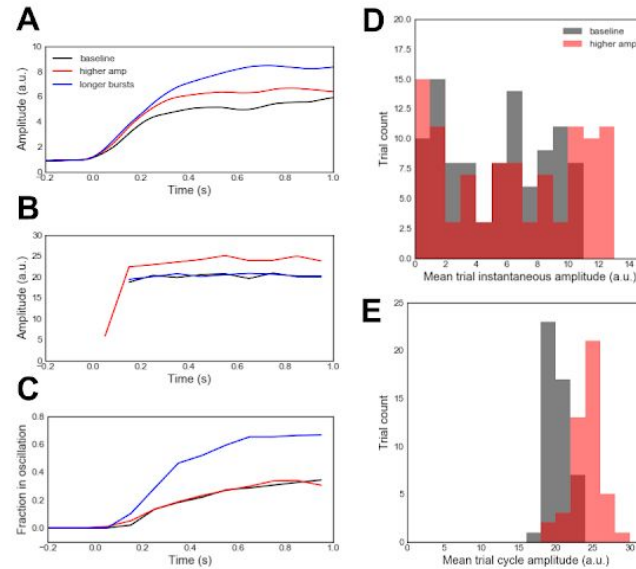 A
10
8
6
4
2
0
Amplitude (a.u.)
baseline
higher amp
longer bursts
−0.2 0.0 0.2 0.4 0.6 0.8 1.0
Time (s)
B
30
25
20
15
10
5
0
Amplitude (a.u.)
−0.2 0.0 0.2 0.4 0.6 0.8 1.0
Time (s)
C
0.8
0.6
0.4
0.2
0.0
Fraction in oscillation
−0.2 0.0 0.2 0.4 0.6 0.8 1.0
Time (s)
D
20.0
17.5
15.0
12.5
10.0
7.5
5.0
2.5
0.0
Trial count
baseline
higher amp
0 2 4 6 8 10 12 14
Mean trial instantaneous amplitude (a.u.)
E
25
20
15
10
5
0
Trial count
0 5 10 15 20 25 30
Mean trial cycle amplitude (a.u.)